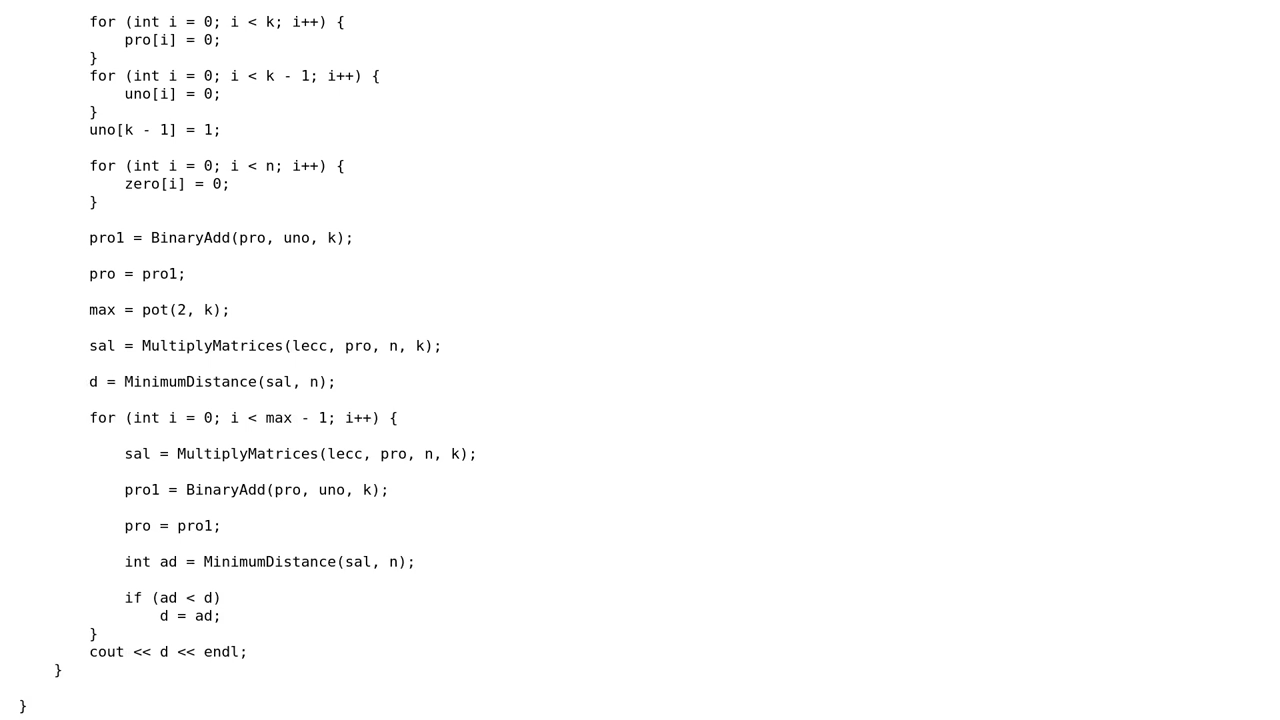 for (int i = 0; i < k; i++) {
            pro[i] = 0;
        }
        for (int i = 0; i < k - 1; i++) {
            uno[i] = 0;
        }
        uno[k - 1] = 1;

        for (int i = 0; i < n; i++) {
            zero[i] = 0;
        }

        pro1 = BinaryAdd(pro, uno, k);

        pro = pro1;

        max = pot(2, k);

        sal = MultiplyMatrices(lecc, pro, n, k);

        d = MinimumDistance(sal, n);

        for (int i = 0; i < max - 1; i++) {

            sal = MultiplyMatrices(lecc, pro, n, k);

            pro1 = BinaryAdd(pro, uno, k);

            pro = pro1;

            int ad = MinimumDistance(sal, n);

            if (ad < d)
                d = ad;
        }
        cout << d << endl;
    }

}